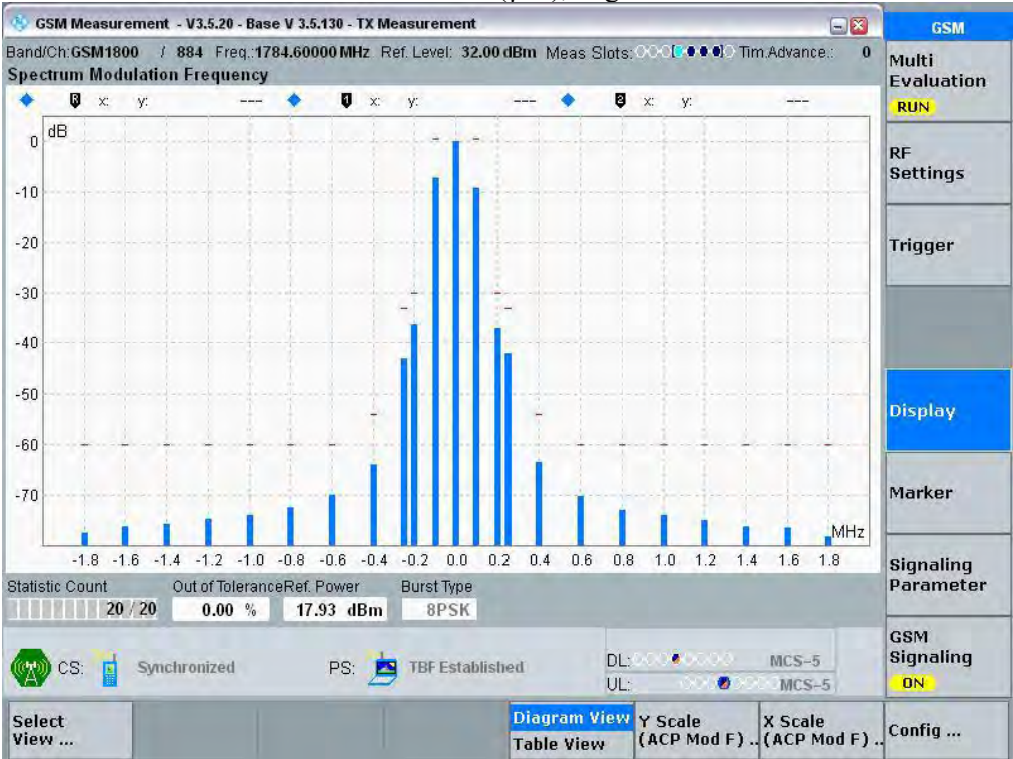 GSM Measurement - V3.5.20 - Base V 3.5.130 - TX Measurement
GSM
Band/Ch:GSM1800 / 884 Freq.:1784.60000 MHz Ref. Level: 32.00 dBm Meas Slots: Tim.Advance.: 0
Spectrum Modulation Frequency
R x: y: --- 1 x: y: --- 2 x: y: ---
dB
0
-10
-20
-30
-40
-50
-60
-70
MHz
-1.8 -1.6 -1.4 -1.2 -1.0 -0.8 -0.6 -0.4 -0.2 0.0 0.2 0.4 0.6 0.8 1.0 1.2 1.4 1.6 1.8
Statistic Count Out of Tolerance Ref. Power Burst Type
20 / 20 0.00 % 17.93 dBm 8PSK
CS: Synchronized PS: TBF Established
DL: MCS-5
UL: MCS-5
Multi
Evaluation
RUN
RF
Settings
Trigger
Display
Marker
Signaling
Parameter
GSM
Signaling
ON
Select
View ...
Diagram View
Table View
Y Scale
(ACP Mod F) ..
X Scale
(ACP Mod F) ..
Config ...